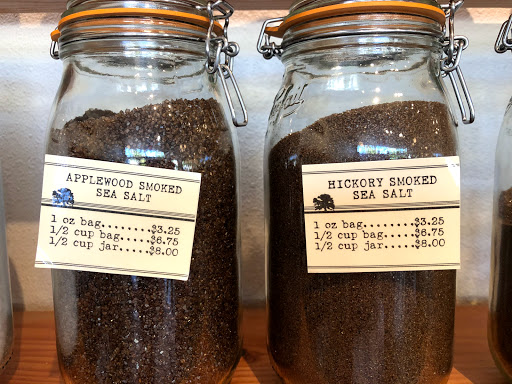 APPLEWOOD SMOKED
SEA SALT
1 oz bag........$3.25
1/2 cup bag.....$6.75
1/2 cup jar.....$8.00
HICKORY SMOKED
SEA SALT
1 oz bag........$3.25
1/2 cup bag.....$6.75
1/2 cup jar.....$8.00